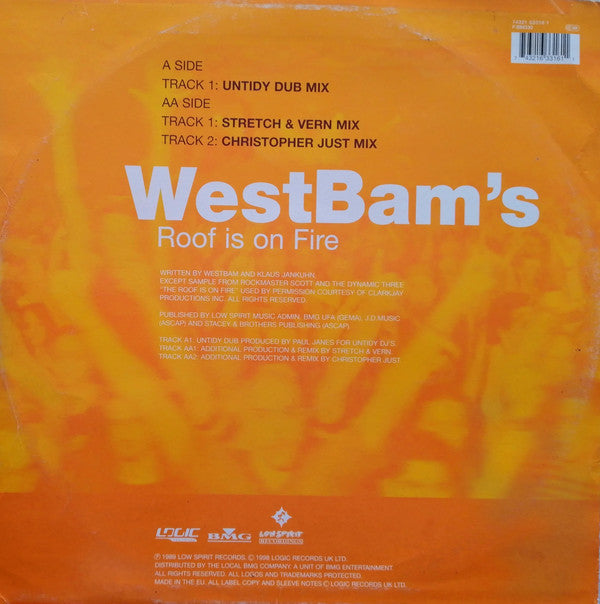 74321 63316 1
A SIDE
TRACK 1: UNTIDY DUB MIX
AA SIDE
TRACK 1: STRETCH & VERN MIX
TRACK 2: CHRISTOPHER JUST MIX
WestBam's
Roof is on Fire
WRITTEN BY WESTBAM AND KLAUS JANKUHN,
EXCEPT SAMPLE FROM ROCKMASTER SCOTT AND THE DYNAMIC THREE
"THE ROOF IS ON FIRE" USED BY PERMISSION COURTESY OF CLARKJAY
PRODUCTIONS INC. ALL RIGHTS RESERVED.
PUBLISHED BY LOW SPIRIT MUSIC ADMIN, BMG UFA (GEMA), J.D.MUSIC
(ASCAP) AND STACEY & BROTHERS PUBLISHING (ASCAP)
TRACK A1: UNTIDY DUB PRODUCED BY PAUL JANES FOR UNTIDY DJ'S.
TRACK AA1: ADDITIONAL PRODUCTION & REMIX BY STRETCH & VERN.
TRACK AA2: ADDITIONAL PRODUCTION & REMIX BY CHRISTOPHER JUST.
LOGIC
BMG
LOWSPIRIT
RECORDINGS
℗ 1989 LOW SPIRIT RECORDS. © 1998 LOGIC RECORDS UK LTD.
DISTRIBUTED BY THE LOCAL BMG COMPANY: A UNIT OF BMG ENTERTAINMENT.
ALL RIGHTS RESERVED. ALL LOGOS AND TRADEMARKS PROTECTED.
MADE IN THE EU. ALL LABEL COPY AND SLEEVE NOTES © LOGIC RECORDS UK LTD